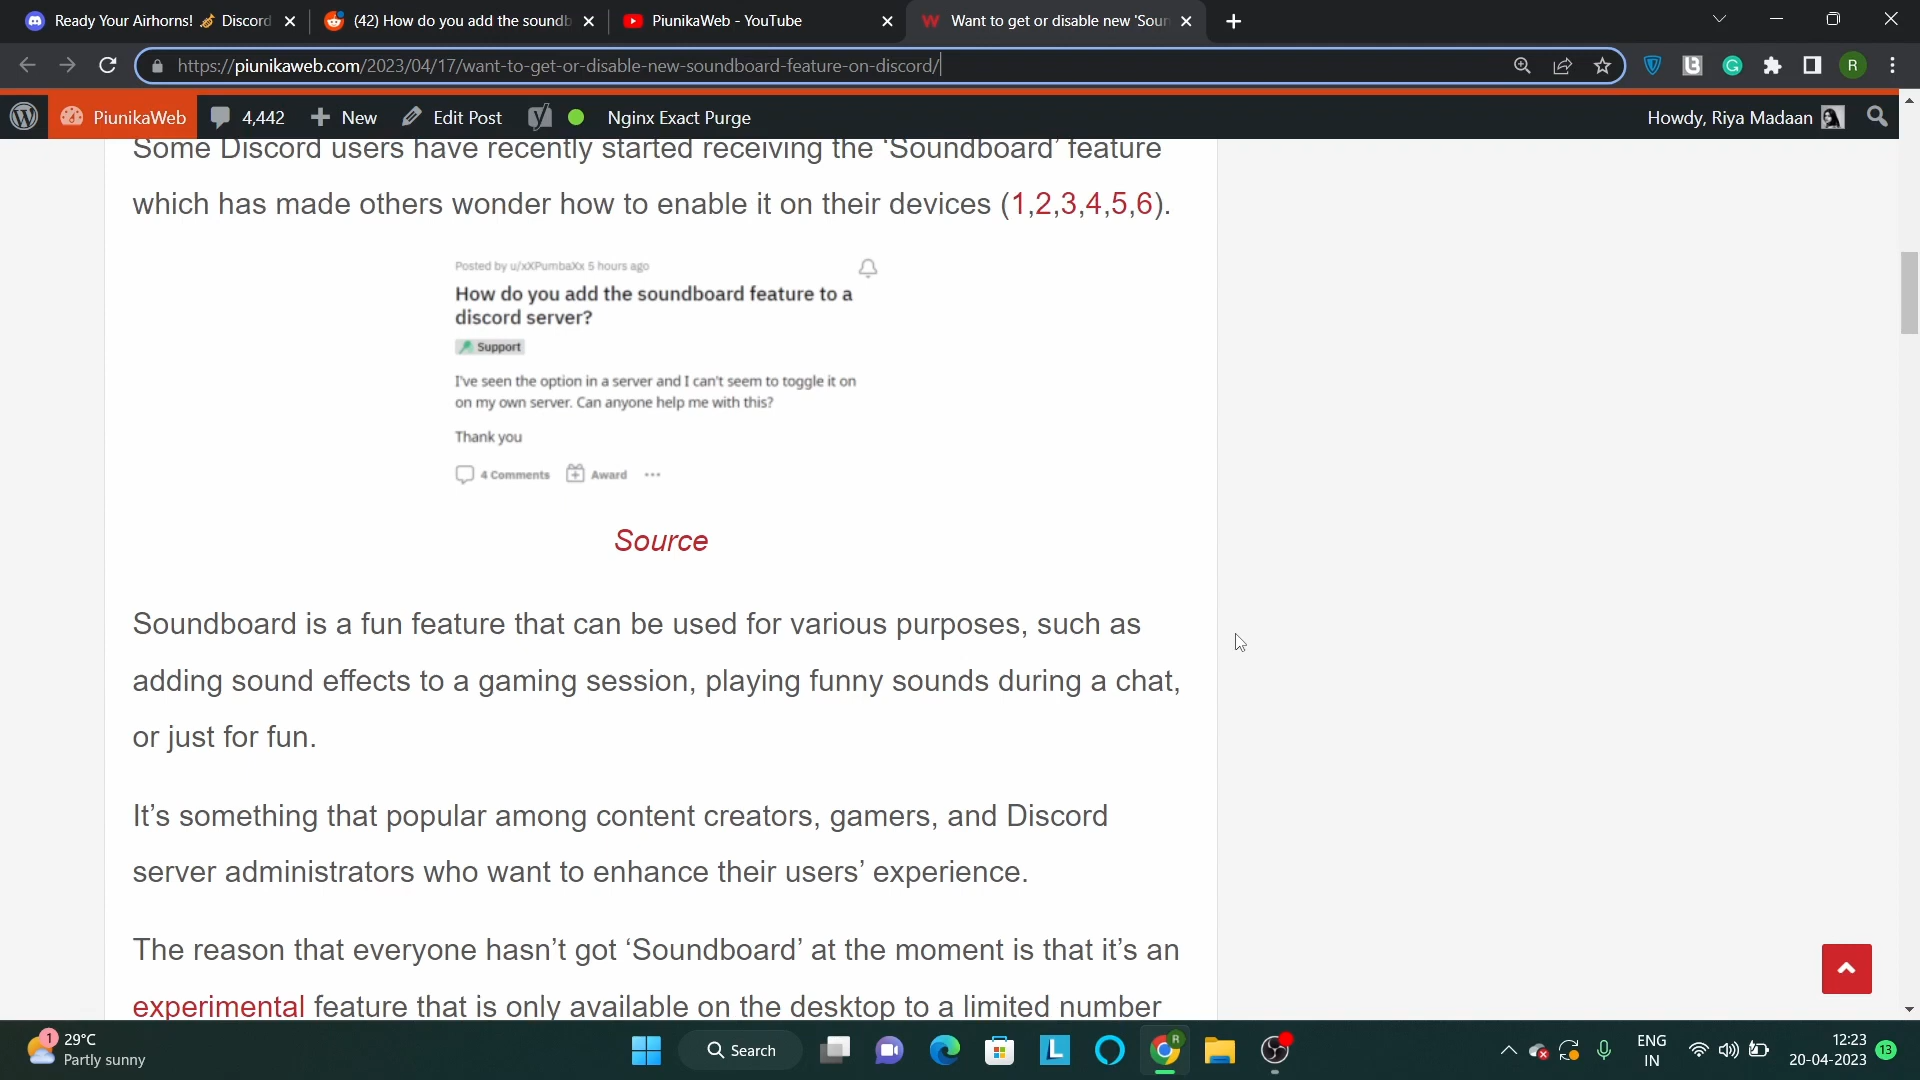 Ready Your Airhorns! Discord
(42) How do you add the soundb
PiunikaWeb - YouTube
Want to get or disable new 'Soun
https://piunikaweb.com/2023/04/17/want-to-get-or-disable-new-soundboard-feature-on-discord/
R
PiunikaWeb
4,442
New
Edit Post
Nginx Exact Purge
Howdy, Riya Madaan
Some Discord users have recently started receiving the ‘Soundboard’ feature
which has made others wonder how to enable it on their devices (1,2,3,4,5,6).
Posted by u/xXPumbaXx 5 hours ago
How do you add the soundboard feature to a
discord server?
Support
I've seen the option in a server and I can't seem to toggle it on
on my own server. Can anyone help me with this?
Thank you
4 Comments
Award
Source
Soundboard is a fun feature that can be used for various purposes, such as
adding sound effects to a gaming session, playing funny sounds during a chat,
or just for fun.
It’s something that popular among content creators, gamers, and Discord
server administrators who want to enhance their users’ experience.
The reason that everyone hasn’t got ‘Soundboard’ at the moment is that it’s an
experimental feature that is only available on the desktop to a limited number
1
29°C
Partly sunny
Search
L
R
ENG
IN
12:23
20-04-2023
13